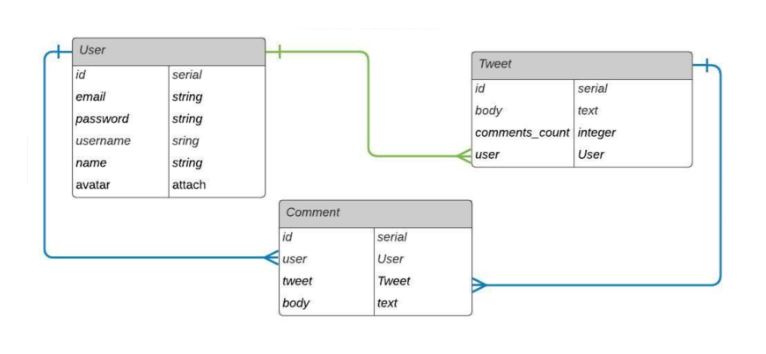 User
id serial
email string
password string
username sring
name string
avatar attach
Tweet
id serial
body text
comments_count integer
user User
Comment
id serial
user User
tweet Tweet
body text